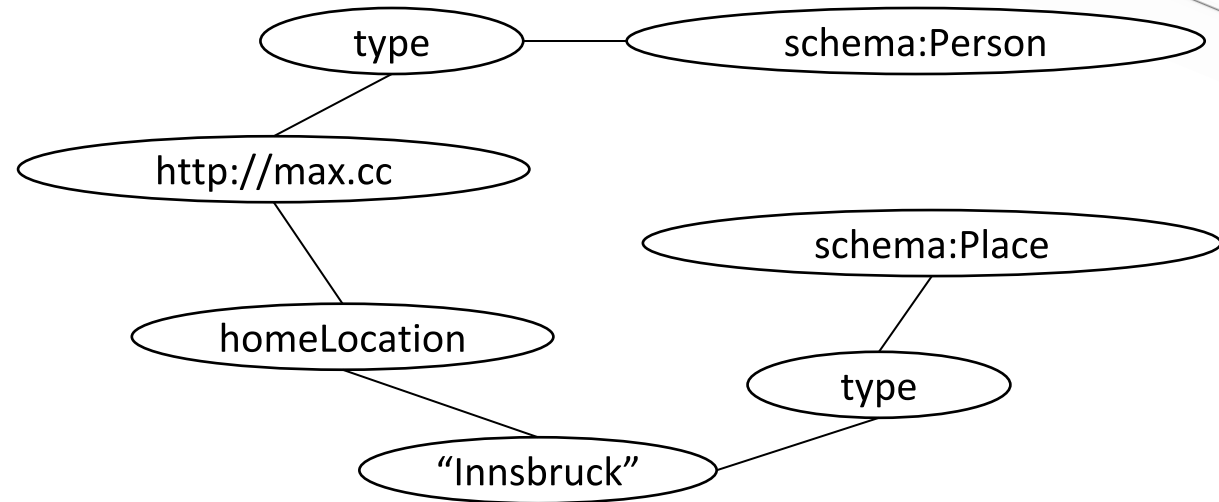 type
schema:Person
http://max.cc
schema:Place
homeLocation
type
“Innsbruck”